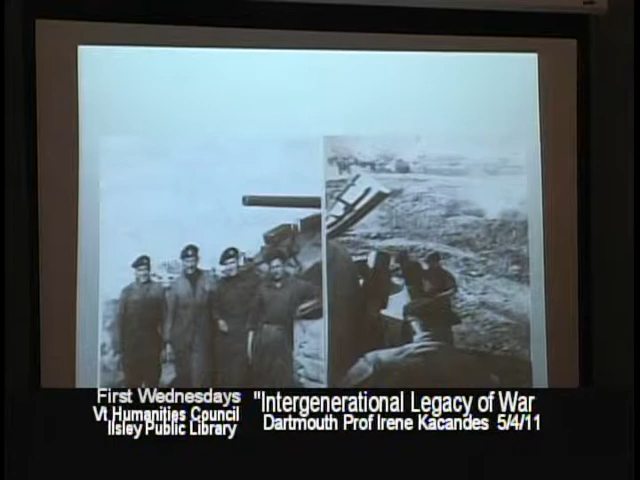 First Wednesdays
Vt Humanities Council
Ilsley Public Library
"Intergenerational Legacy of War
Dartmouth Prof Irene Kacandes 5/4/11